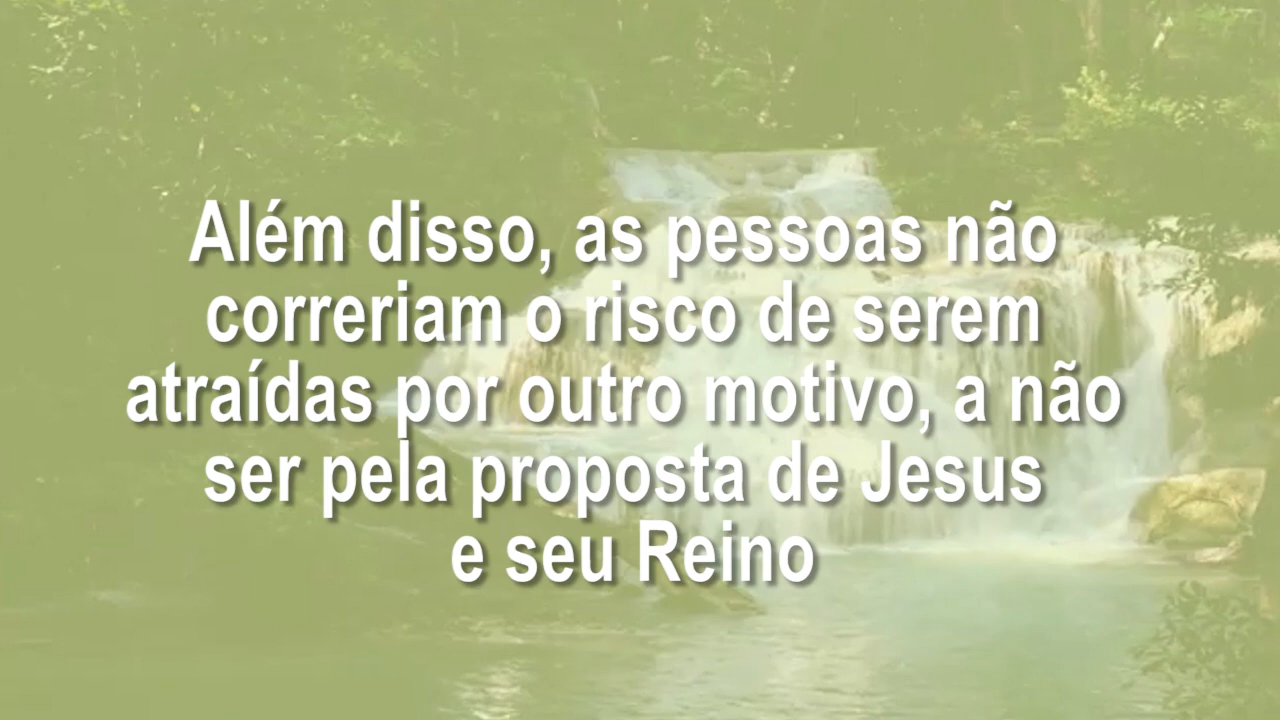 Além disso, as pessoas não
correriam o risco de serem
atraídas por outro motivo, a não
ser pela proposta de Jesus
e seu Reino